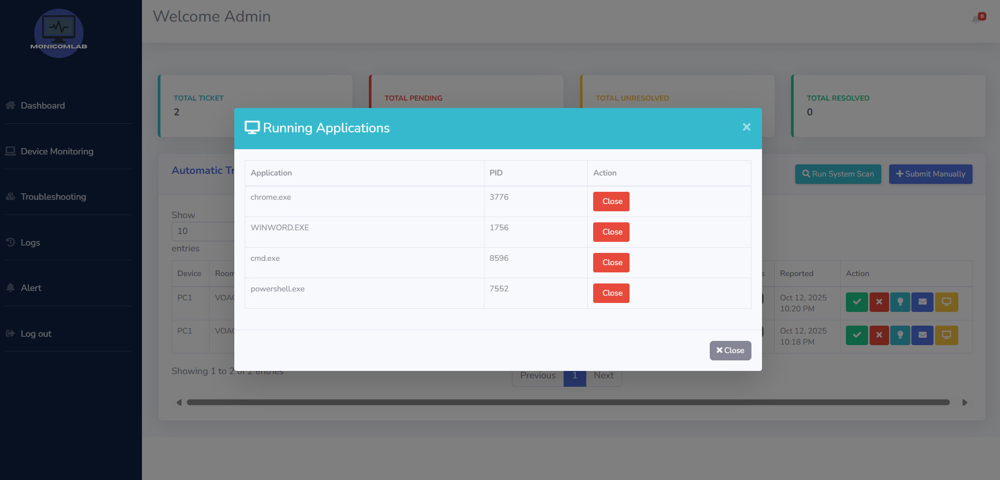 MONICOMLAB
Dashboard
Device Monitoring
Troubleshooting
Logs
Alert
Log out
Welcome Admin
0
TOTAL TICKET
2
TOTAL PENDING
TOTAL UNRESOLVED
TOTAL RESOLVED
0
Automatic Tr
Run System Scan
Submit Manually
Show
10
entries
Device Room s Reported Action
PC1 VOAC Oct 12, 2025
10:20 PM
PC1 VOAC Oct 12, 2025
10:18 PM
Showing 1 to 2 of 2 entries
Previous 1 Next
Running Applications ×
Application PID Action
chrome.exe 3776 Close
WINWORD.EXE 1756 Close
cmd.exe 8596 Close
powershell.exe 7552 Close
Close